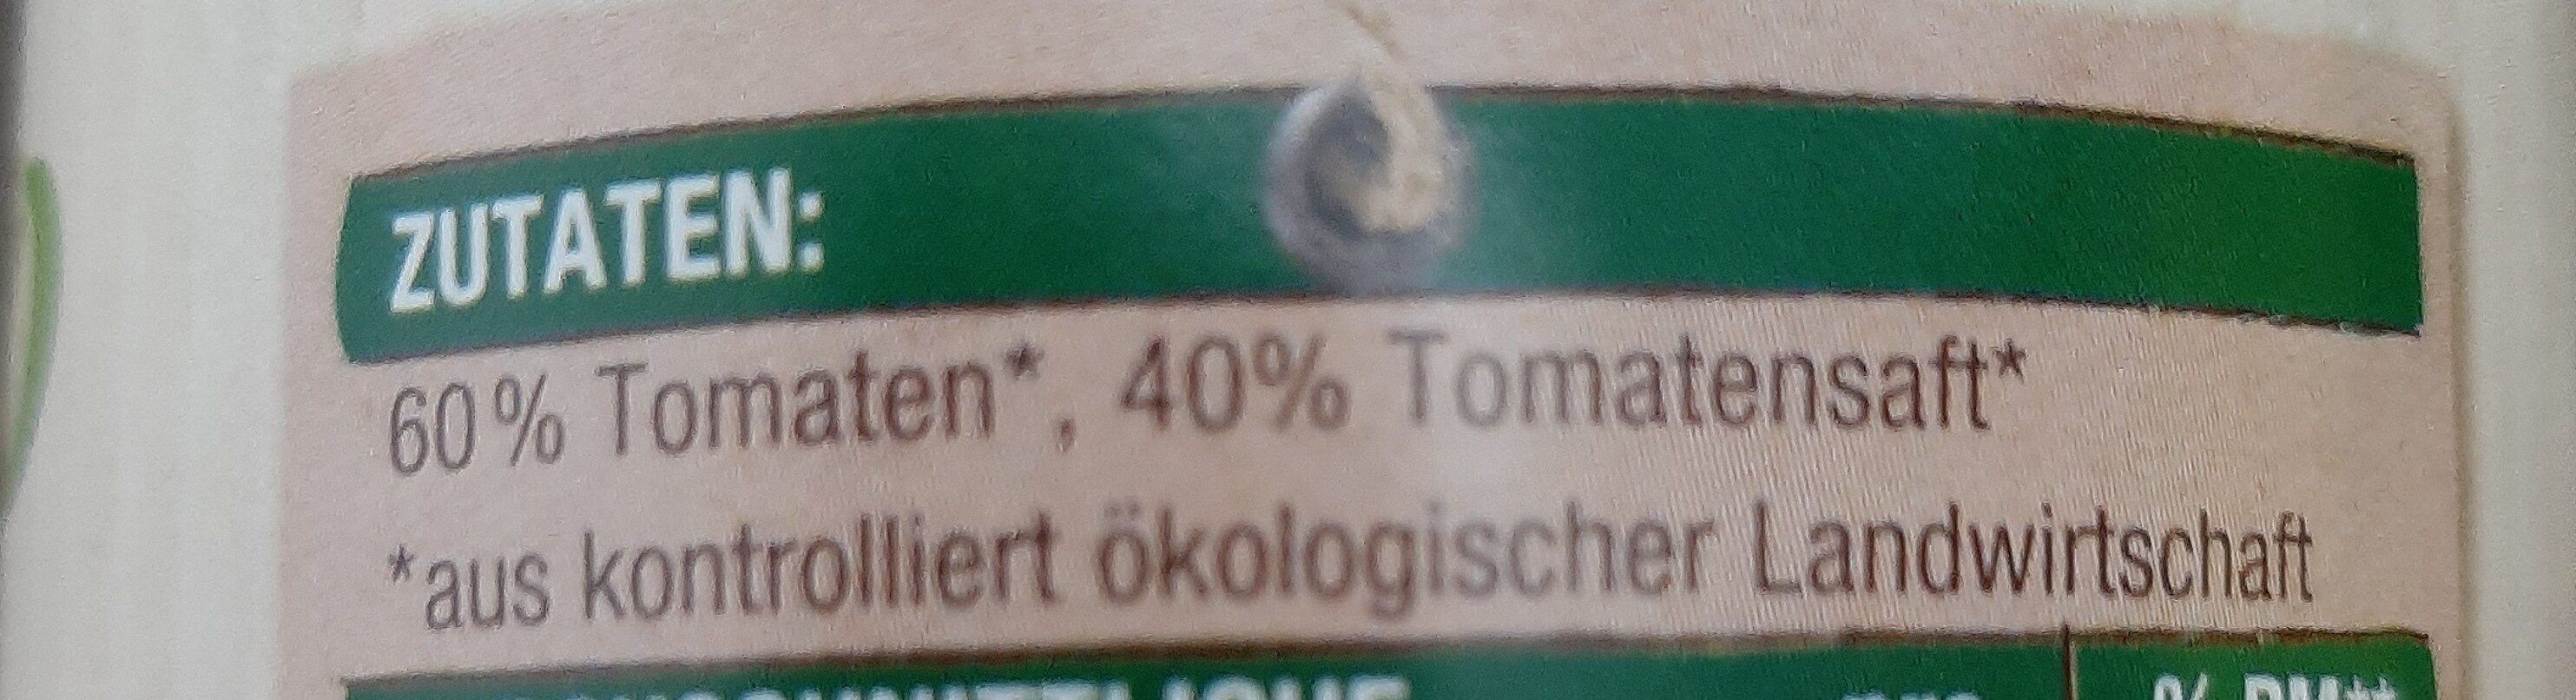 ZUTATEN:
60% Tomaten*, 40% Tomatensaft*
*aus kontrolliert ökologischer Landwirtschaft